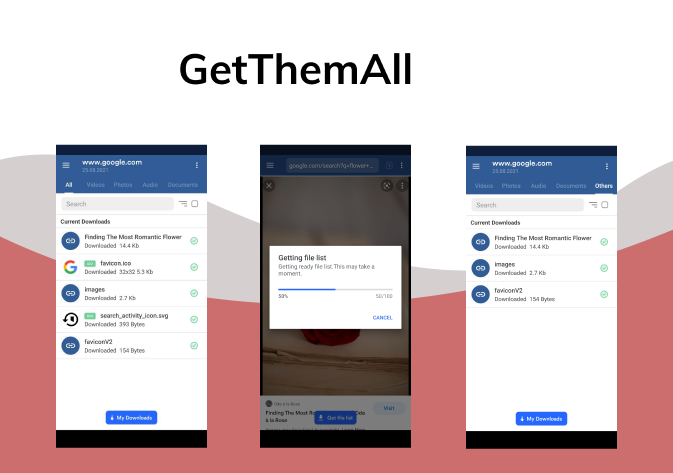 GetThemAll
www.google.com
25.08.2021
All Videos Photos Audio Documents
Search
Current Downloads
Finding The Most Romantic Flower
Downloaded 14.4 Kb
favicon.ico
Downloaded 32x32 5.3 Kb
images
Downloaded 2.7 Kb
search_activity_icon.svg
Downloaded 393 Bytes
faviconV2
Downloaded 154 Bytes
My Downloads
google.com/search?q=flower+...
Getting file list
Getting ready file list.This may take a
moment.
50%
50/100
CANCEL
Visit
Finding The Most R
à la Rose
Get file list
www.google.com
25.08.2021
Videos Photos Audio Documents Others
Search
Current Downloads
Finding The Most Romantic Flower
Downloaded 14.4 Kb
images
Downloaded 2.7 Kb
faviconV2
Downloaded 154 Bytes
My Downloads